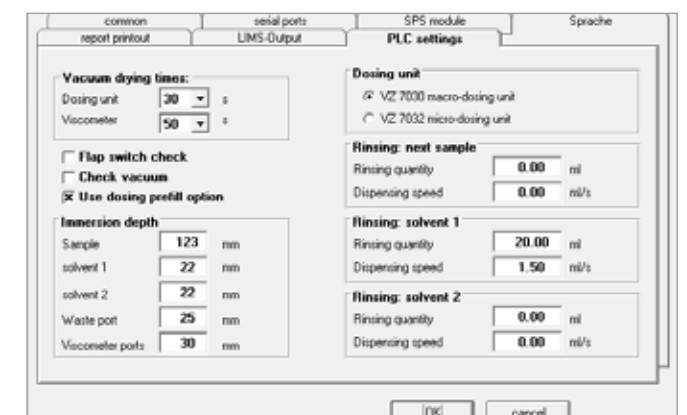 common serial ports SPS module Sprache
report printout LIMS-Output PLC settings
Vacuum drying times:
Dosing unit 30 s
Viscometer 50 s
Flap switch check
Check vacuum
Use dosing prefill option
Immersion depth
Sample 123 mm
solvent 1 22 mm
solvent 2 22 mm
Waste port 25 mm
Viscometer ports 30 mm
Dosing unit
VZ 7030 macro-dosing unit
VZ 7032 micro-dosing unit
Rinsing: next sample
Rinsing quantity 0.00 ml
Dispensing speed 0.00 ml/s
Rinsing: solvent 1
Rinsing quantity 20.00 ml
Dispensing speed 1.50 ml/s
Rinsing: solvent 2
Rinsing quantity 0.00 ml
Dispensing speed 0.00 ml/s
OK cancel